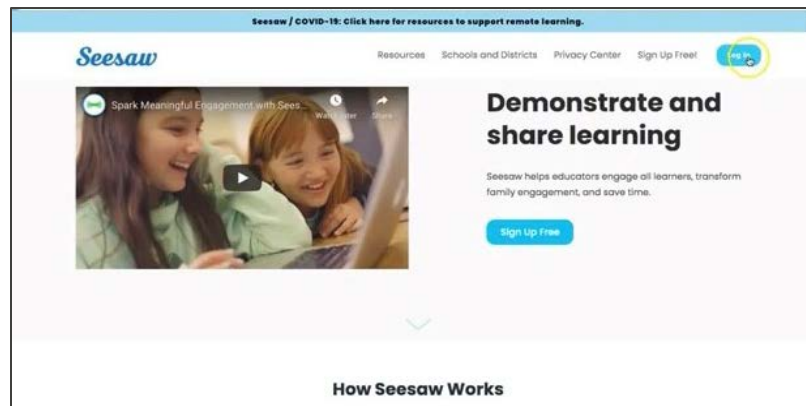 Seesaw / COVID-19: Click here for resources to support remote learning.
Seesaw
Resources Schools and Districts Privacy Center Sign Up Free! Log In
Spark Meaningful Engagement with Sees...
Watch later Share
Demonstrate and
share learning
Seesaw helps educators engage all learners, transform
family engagement, and save time.
Sign Up Free
How Seesaw Works